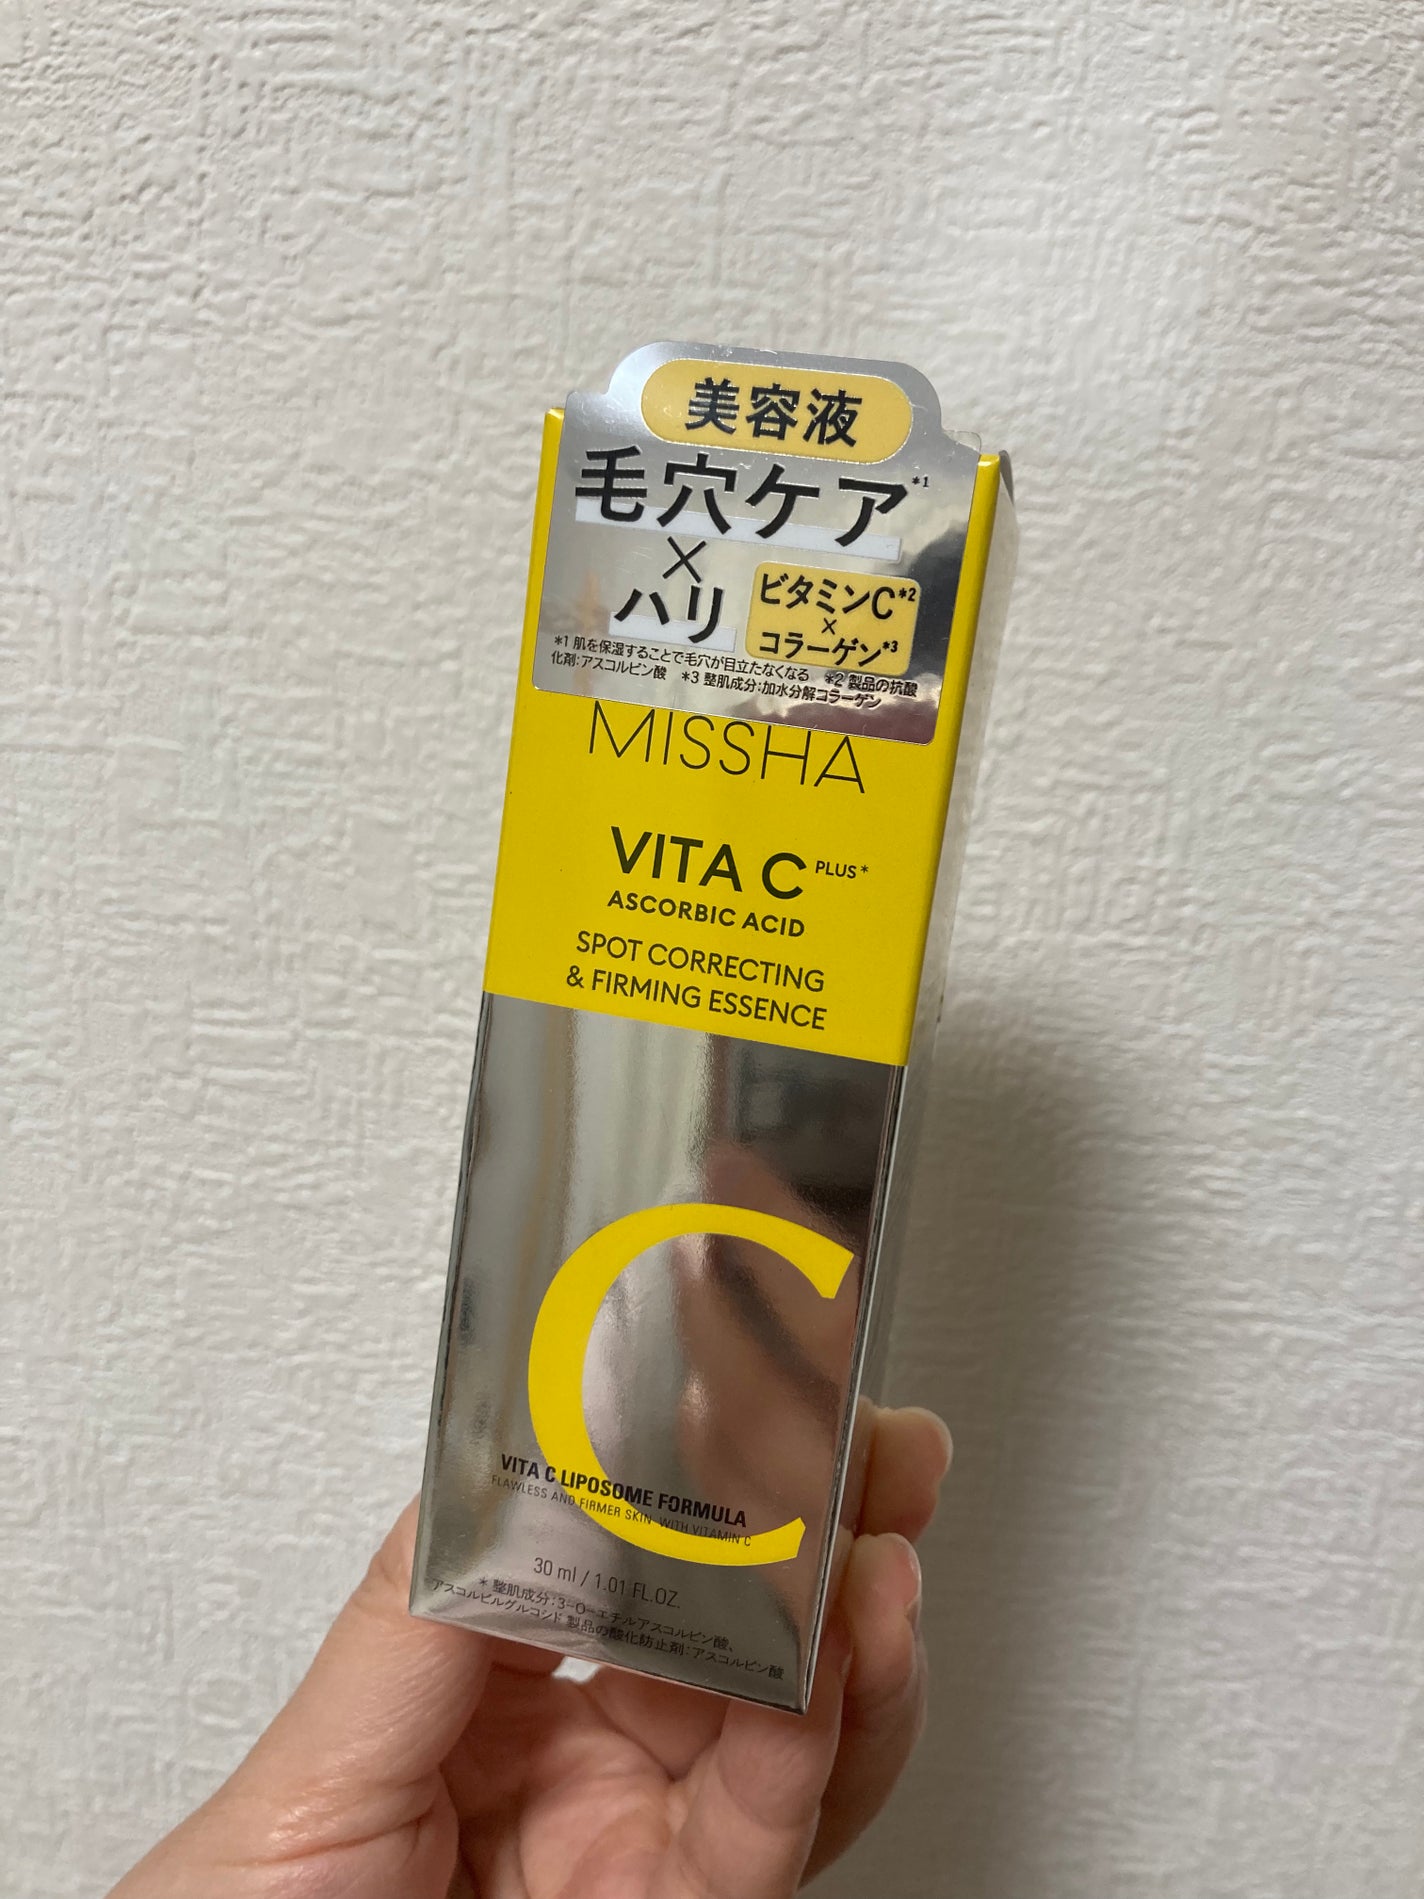 美容液
毛穴ケア*1
×
ハリ
ビタミンC*2
×
コラーゲン*3
*1 肌を保湿することで毛穴が目立たなくなる *2 製品の抗酸
化剤:アスコルビン酸 *3 整肌成分:加水分解コラーゲン
MISSHA
VITA C PLUS*
ASCORBIC ACID
SPOT CORRECTING
& FIRMING ESSENCE
C
VITA C LIPOSOME FORMULA
FLAWLESS AND FIRMER SKIN WITH VITAMIN C
30 ml / 1.01 FL.OZ.
* 整肌成分:3-O-エチルアスコルビン酸、
アスコルビルグルコシド 製品の酸化防止剤:アスコルビン酸